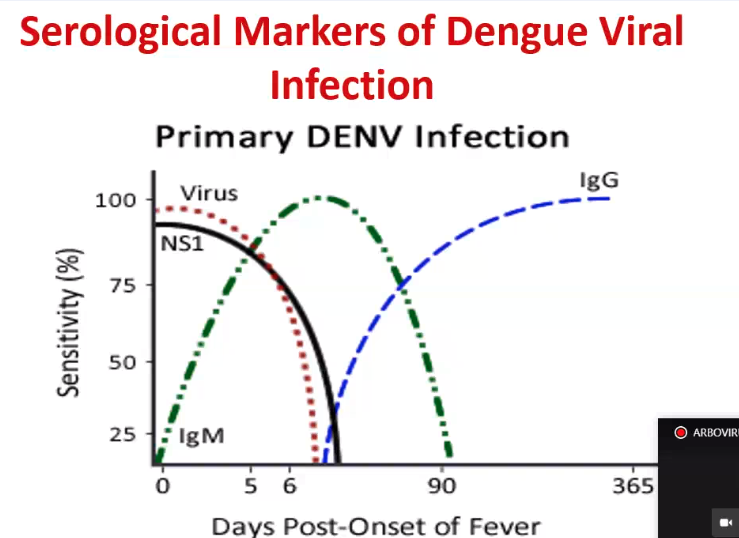 Serological Markers of Dengue Viral
Infection
Primary DENV Infection
IgG
Virus
100
NS1
75
Sensitivity (%)
50
25
IgM
ARBOVIR
0 5 6 90 365
Days Post-Onset of Fever